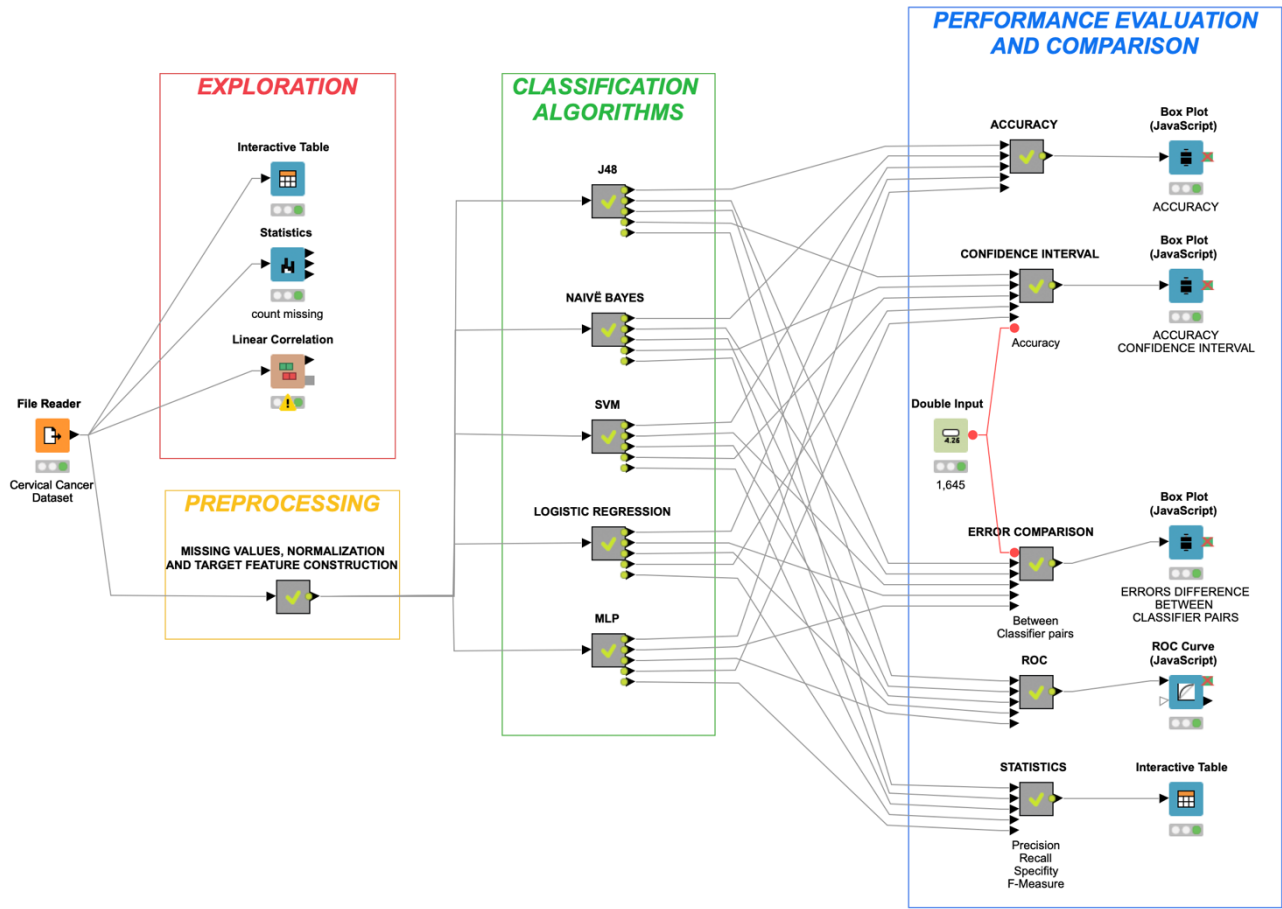 PERFORMANCE EVALUATION
AND COMPARISON
EXPLORATION
Interactive Table
Statistics
count missing
Linear Correlation
File Reader
Cervical Cancer
Dataset
PREPROCESSING
MISSING VALUES, NORMALIZATION
AND TARGET FEATURE CONSTRUCTION
CLASSIFICATION
ALGORITHMS
J48
NAIVË BAYES
SVM
LOGISTIC REGRESSION
MLP
ACCURACY
Box Plot
(JavaScript)
ACCURACY
CONFIDENCE INTERVAL
Accuracy
Box Plot
(JavaScript)
ACCURACY
CONFIDENCE INTERVAL
Double Input
4.26
1,645
ERROR COMPARISON
Between
Classifier pairs
Box Plot
(JavaScript)
ERRORS DIFFERENCE
BETWEEN
CLASSIFIER PAIRS
ROC
ROC Curve
(JavaScript)
STATISTICS
Precision
Recall
Specifity
F-Measure
Interactive Table